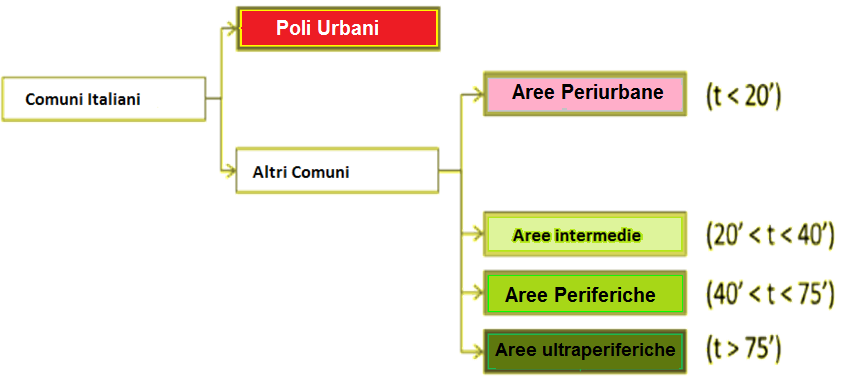 Poli Urbani
Comuni Italiani
Aree Periurbane (t < 20')
Altri Comuni
Aree intermedie (20' < t < 40')
Aree Periferiche (40' < t < 75')
Aree ultraperiferiche (t > 75')